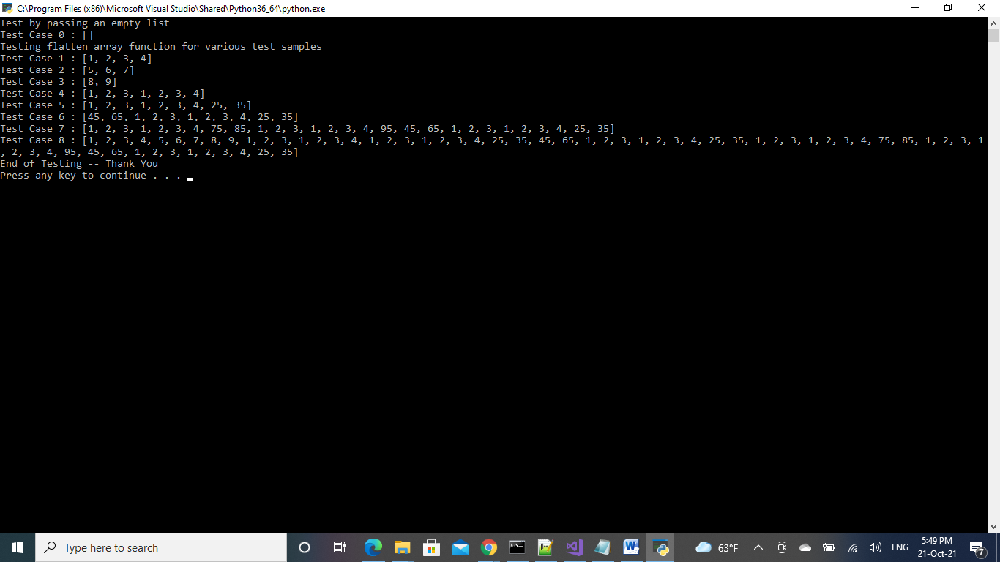 C:\Program Files (x86)\Microsoft Visual Studio\Shared\Python36_64\python.exe
Test by passing an empty list
Test Case 0 : []
Testing flatten array function for various test samples
Test Case 1 : [1, 2, 3, 4]
Test Case 2 : [5, 6, 7]
Test Case 3 : [8, 9]
Test Case 4 : [1, 2, 3, 1, 2, 3, 4]
Test Case 5 : [1, 2, 3, 1, 2, 3, 4, 25, 35]
Test Case 6 : [45, 65, 1, 2, 3, 1, 2, 3, 4, 25, 35]
Test Case 7 : [1, 2, 3, 1, 2, 3, 4, 75, 85, 1, 2, 3, 1, 2, 3, 4, 95, 45, 65, 1, 2, 3, 1, 2, 3, 4, 25, 35]
Test Case 8 : [1, 2, 3, 4, 5, 6, 7, 8, 9, 1, 2, 3, 1, 2, 3, 4, 1, 2, 3, 1, 2, 3, 4, 25, 35, 45, 65, 1, 2, 3, 1, 2, 3, 4, 25, 35, 1, 2, 3, 1, 2, 3, 4, 75, 85, 1, 2, 3, 1
, 2, 3, 4, 95, 45, 65, 1, 2, 3, 1, 2, 3, 4, 25, 35]
End of Testing -- Thank You
Press any key to continue . . .
Type here to search
63°F
ENG
5:49 PM
21-Oct-21
7